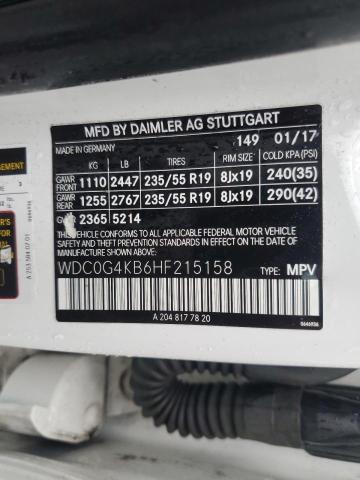 MFD BY DAIMLER AG STUTTGART
MADE IN GERMANY 149 01/17
KG LB TIRES RIM SIZE COLD KPA(PSI)
GAWR FRONT 1110 2447 235/55 R19 8Jx19 240(35)
GAWR REAR 1255 2767 235/55 R19 8Jx19 290(42)
2365 5214
THIS VEHICLE CONFORMS TO ALL APPLICABLE FEDERAL MOTOR VEHICLE
SAFETY, BUMPER, AND THEFT PREVENTION STANDARDS IN EFFECT ON THE
DATE OF MANUFACTURE SHOWN ABOVE.
WDC0G4KB6HF215158 TYPE: MPV
A 204 817 78 20